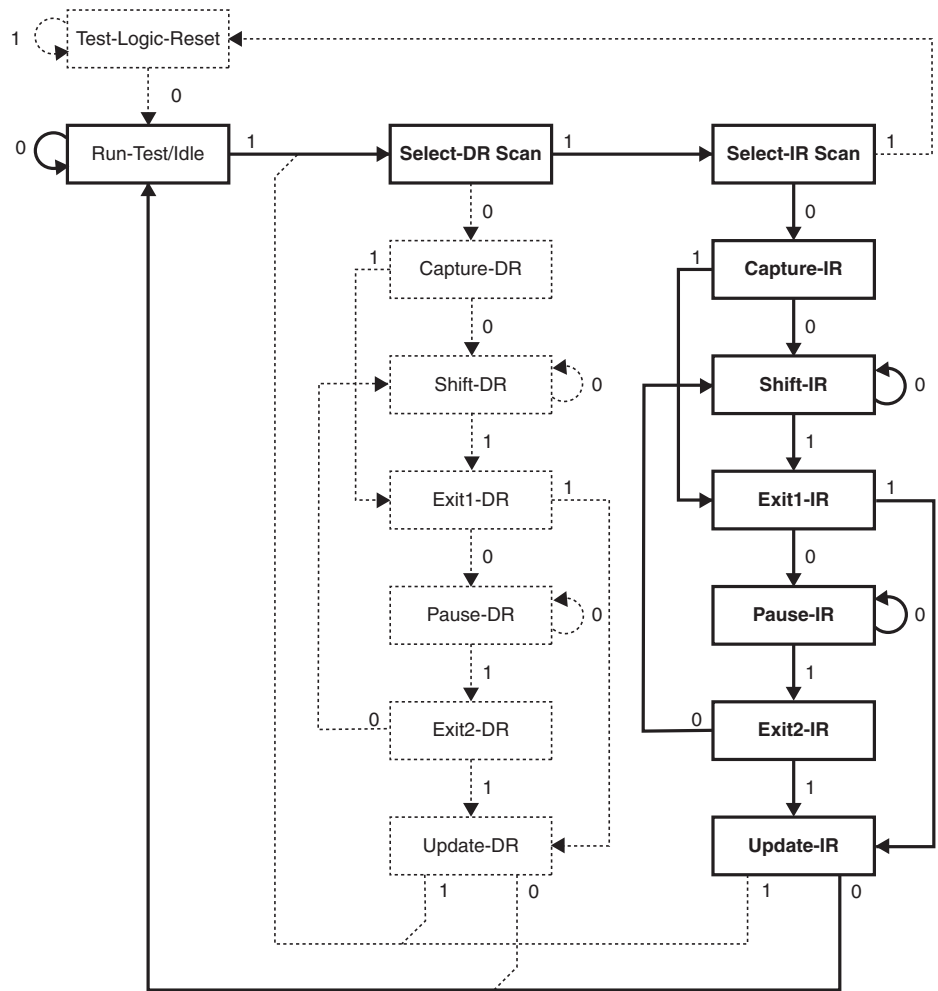 Test-Logic-Reset
1
0
0
Run-Test/Idle
1
Select-DR Scan
1
Select-IR Scan
1
0
0
1
Capture-DR
1
Capture-IR
0
0
Shift-DR
0
Shift-IR
0
1
1
Exit1-DR
1
Exit1-IR
1
0
0
Pause-DR
0
Pause-IR
0
1
1
0
Exit2-DR
0
Exit2-IR
1
1
Update-DR
Update-IR
1
0
1
0